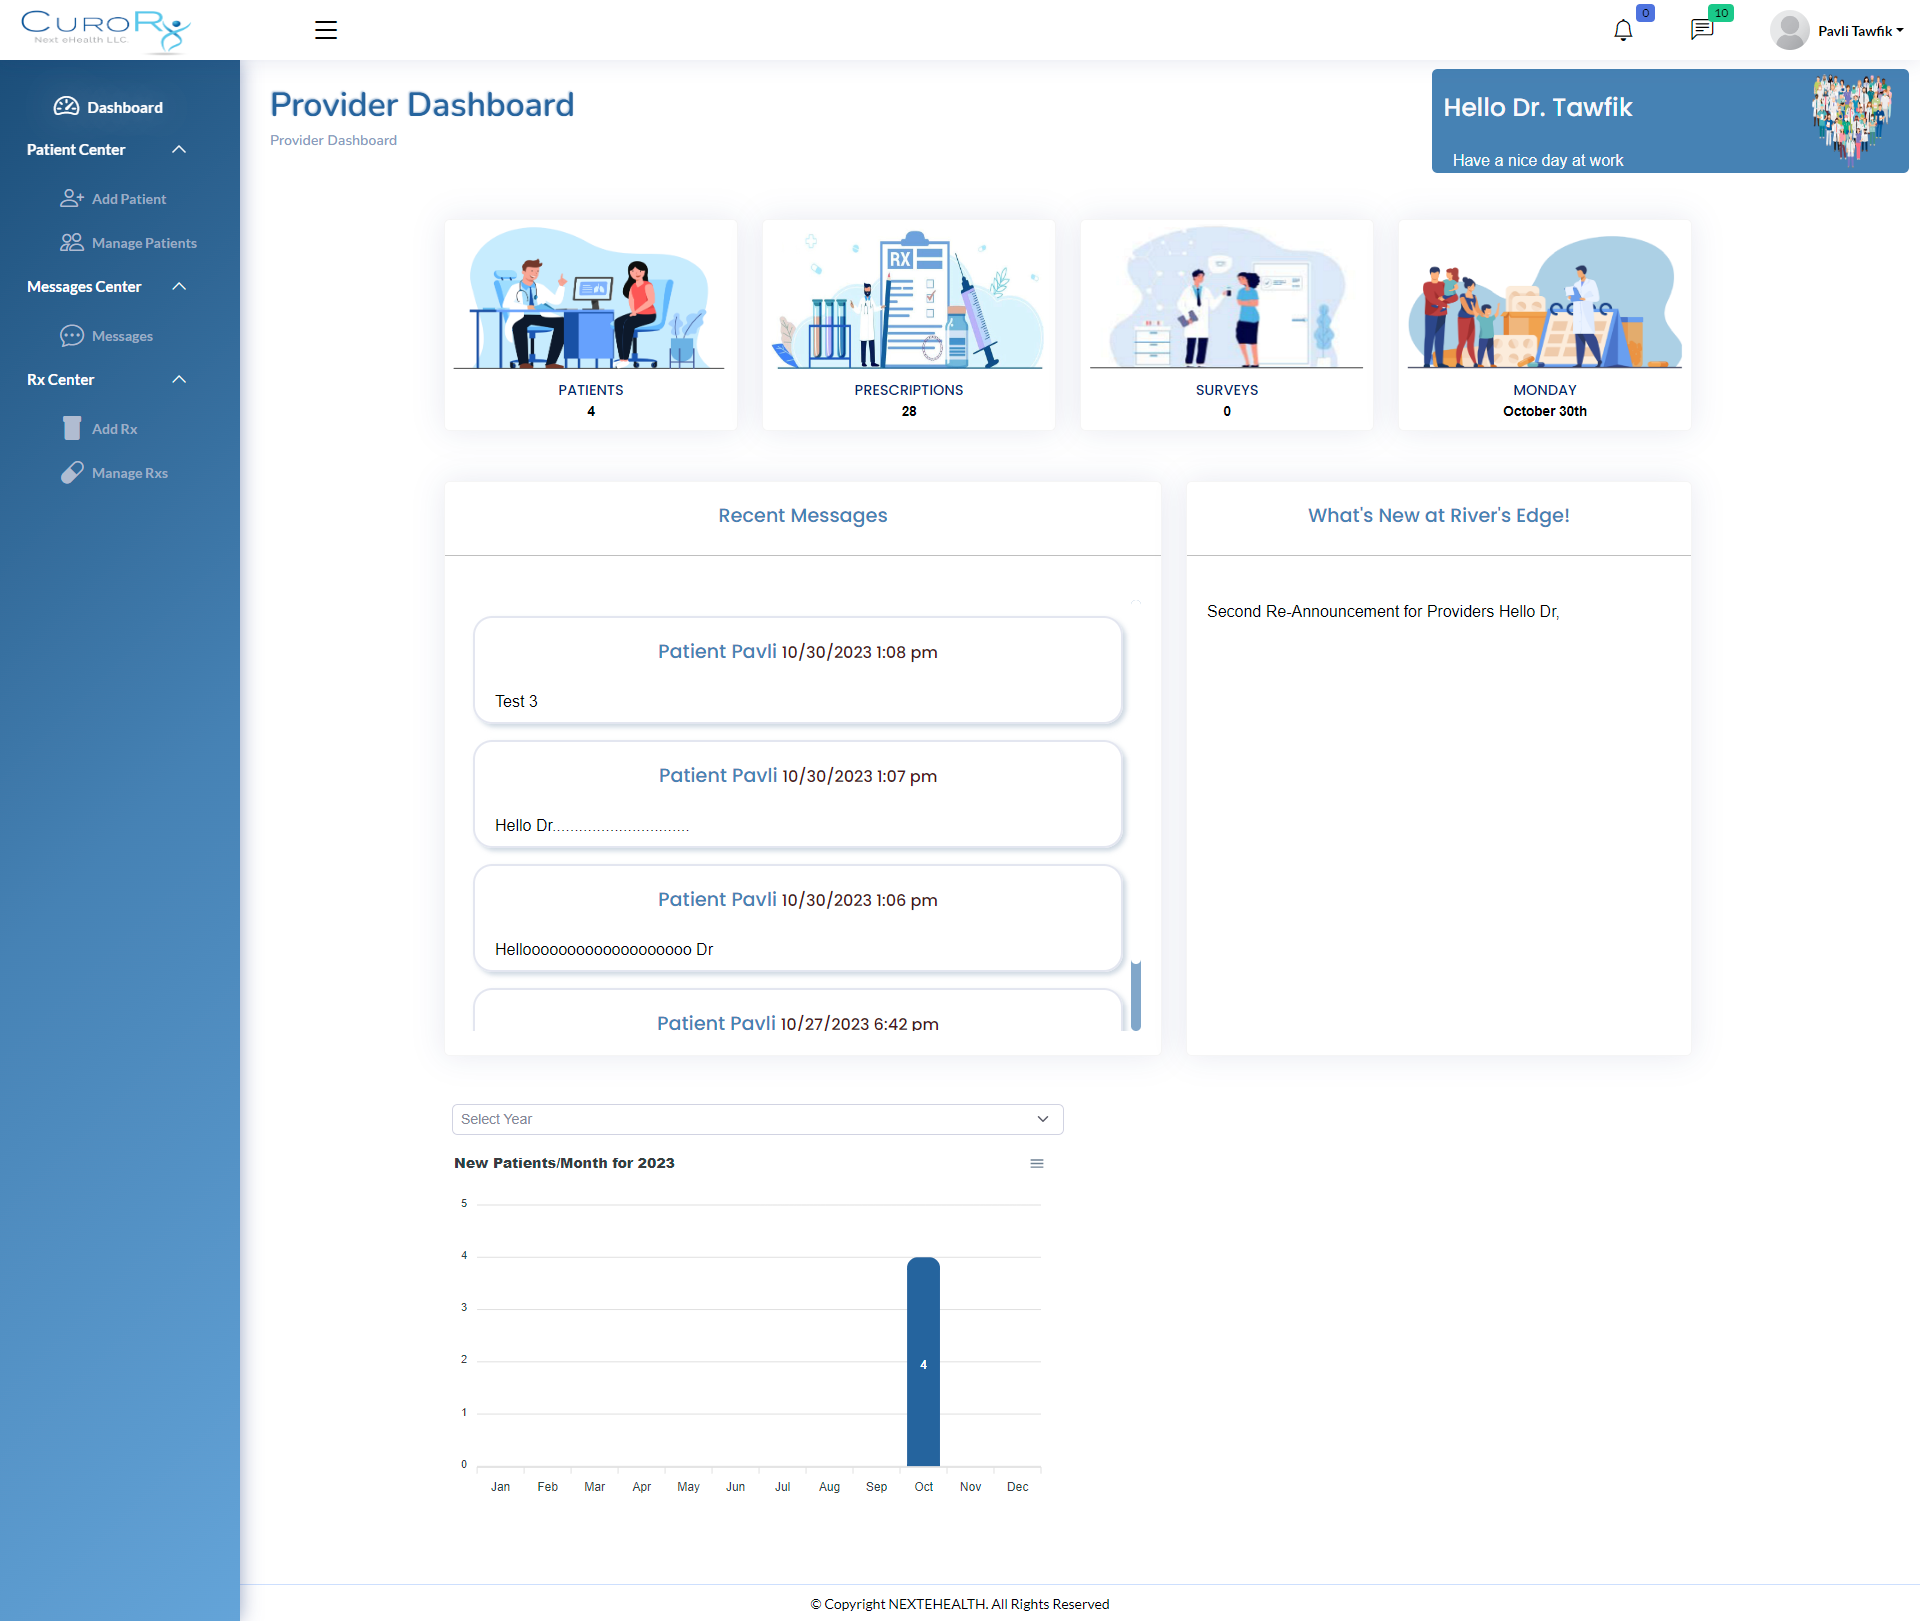 CURORX
Next eHealth LLC.
0
10
Pavli Tawfik
Dashboard
Patient Center
Add Patient
Manage Patients
Messages Center
Messages
Rx Center
Add Rx
Manage Rxs
Provider Dashboard
Provider Dashboard
Hello Dr. Tawfik
Have a nice day at work
RX
PATIENTS
4
PRESCRIPTIONS
28
SURVEYS
0
MONDAY
October 30th
Recent Messages
Patient Pavli 10/30/2023 1:08 pm
Test 3
Patient Pavli 10/30/2023 1:07 pm
Hello Dr...............................
Patient Pavli 10/30/2023 1:06 pm
Helloooooooooooooooooooo Dr
Patient Pavli 10/27/2023 6:42 pm
What's New at River's Edge!
Second Re-Announcement for Providers Hello Dr,
Select Year
New Patients/Month for 2023
5
4
3
2
1
0
4
Jan Feb Mar Apr May Jun Jul Aug Sep Oct Nov Dec
© Copyright NEXTEHEALTH. All Rights Reserved